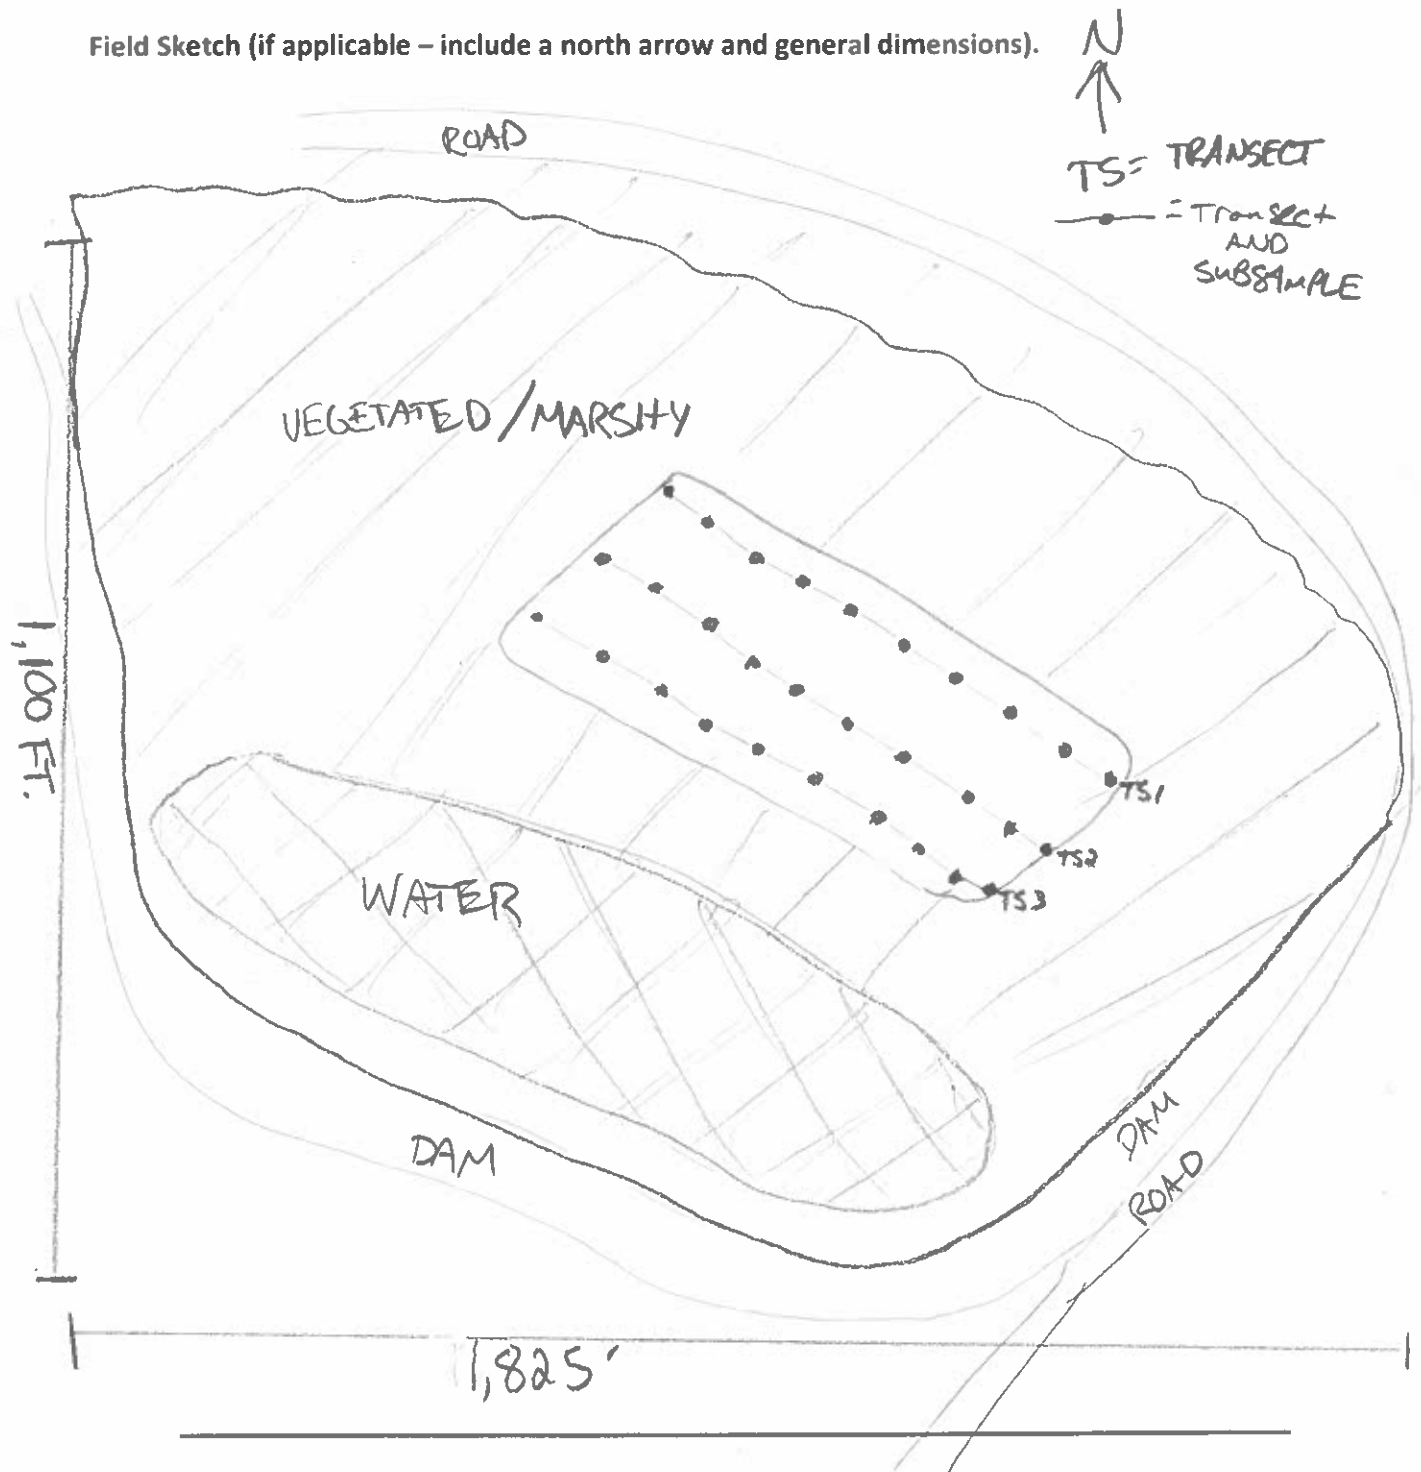 Field Sketch (if applicable – include a north arrow and general dimensions).
N
TS= TRANSECT
= Transect
AND
SUBSAMPLE
ROAD
VEGETATED/MARSHY
1,100 FT.
TS1
TS2
TS3
WATER
DAM
DAM
ROAD
1,825'